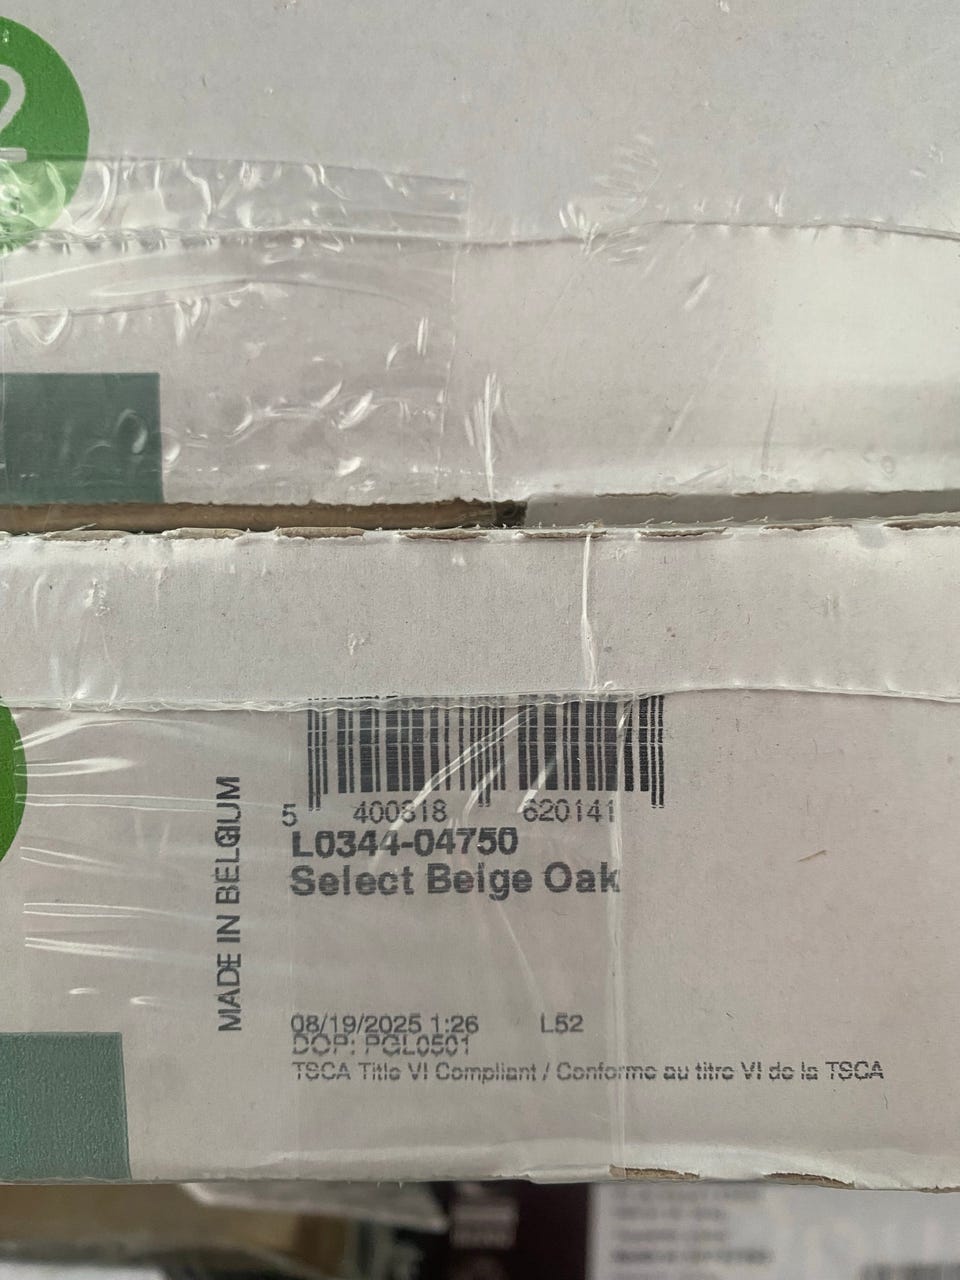 2
MADE IN BELGIUM
5 400818 620141
L0344-04750
Select Beige Oak
08/19/2025 1:26 L52
DOP: PGL0501
TSCA Title VI Compliant / Conforme au titre VI de la TSCA